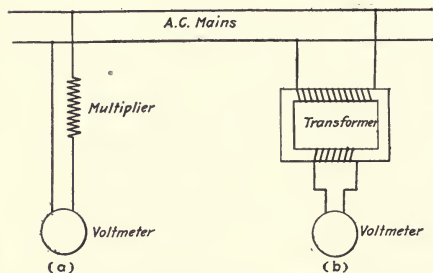 A.C. Mains
Multiplier
Transformer
Voltmeter
Voltmeter
(a)
(b)